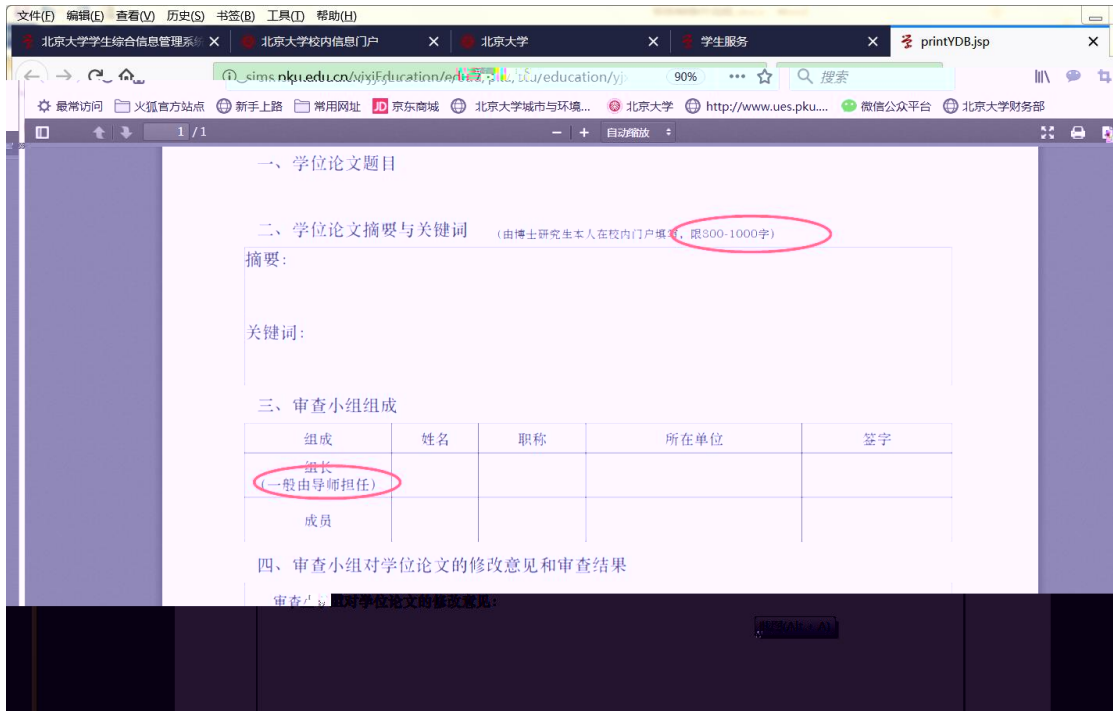 文件(F) 编辑(E) 查看(V) 历史(S) 书签(B) 工具(T) 帮助(H)
北京大学学生综合信息管理系 北京大学校内信息门户 北京大学 学生服务 printYDB.jsp
90% 搜索
最常访问 火狐官方站点 新手上路 常用网址 JD 京东商城 北京大学城市与环境... 北京大学 http://www.ues.pku.... 微信公众平台 北京大学财务部
1 / 1 自动缩放
一、学位论文题目
二、学位论文摘要与关键词 (由博士研究生本人在校内门户填写，限800-1000字)
摘要:
关键词:
三、审查小组组成
组成 姓名 职称 所在单位 签字
组长
(一般由导师担任)
成员
四、审查小组对学位论文的修改意见和审查结果
审查小组对学位论文的修改意见: